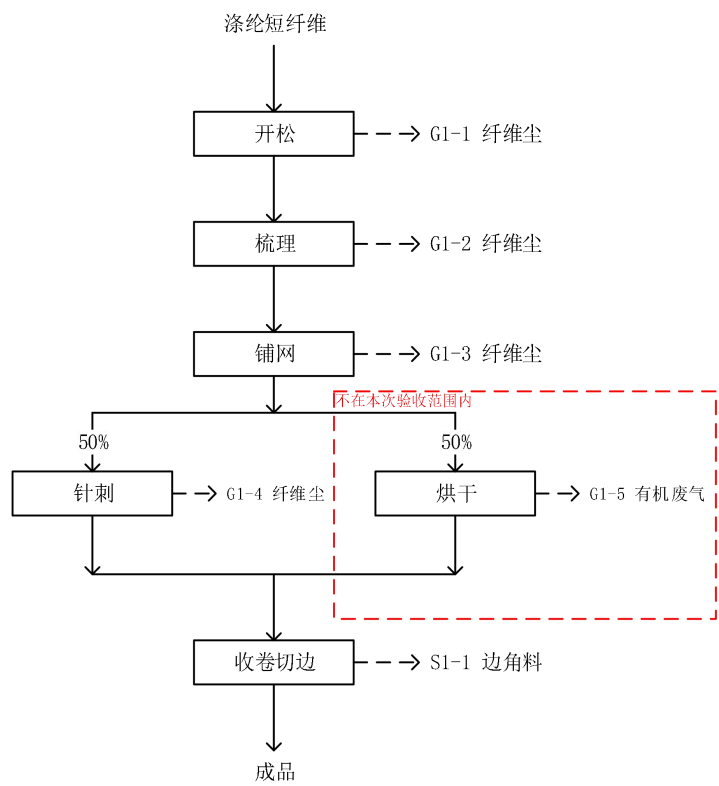 涤纶短纤维
开松
G1-1 纤维尘
梳理
G1-2 纤维尘
铺网
G1-3 纤维尘
不在本次验收范围内
50%
50%
针刺
G1-4 纤维尘
烘干
G1-5 有机废气
收卷切边
S1-1 边角料
成品